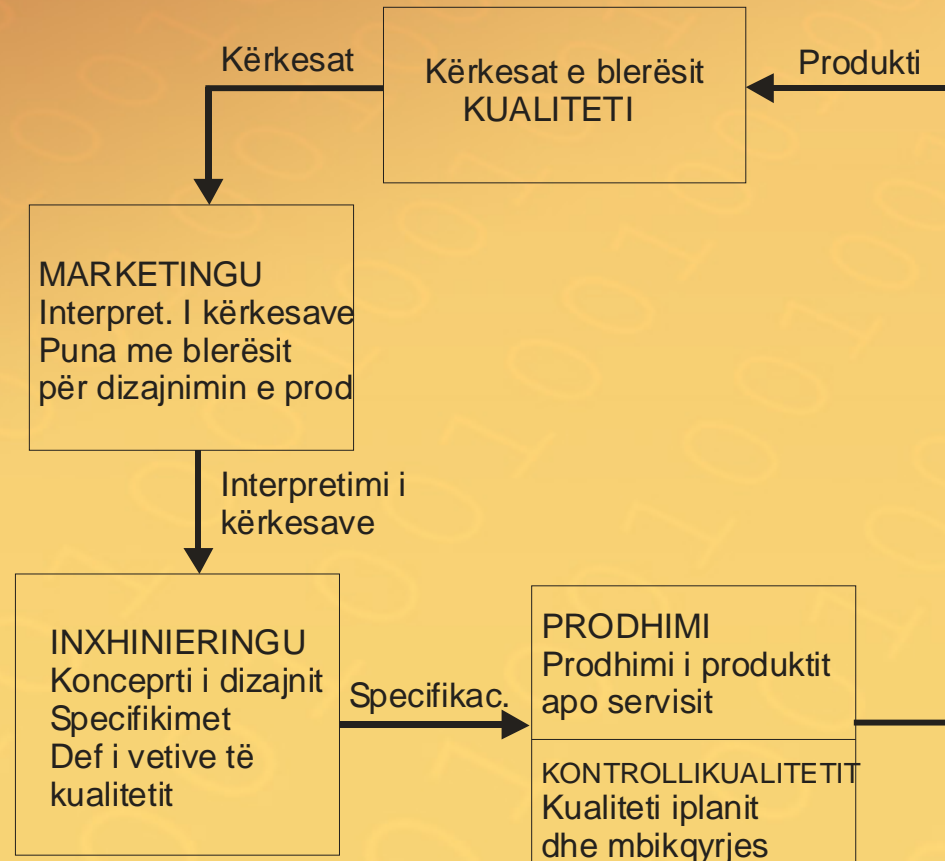 Kërkesat
Kërkesat e blerësit
KUALITETI
Produkti
MARKETINGU
Interpret. I kërkesave
Puna me blerësit
për dizajnimin e prod
Interpretimi i
kërkesave
INXHINIERINGU
Konceprti i dizajnit
Specifikimet
Def i vetive të
kualitetit
Specifikac.
PRODHIMI
Prodhimi i produktit
apo servisit
KONTROLLIKUALITETIT
Kualiteti iplanit
dhe mbikqyrjes